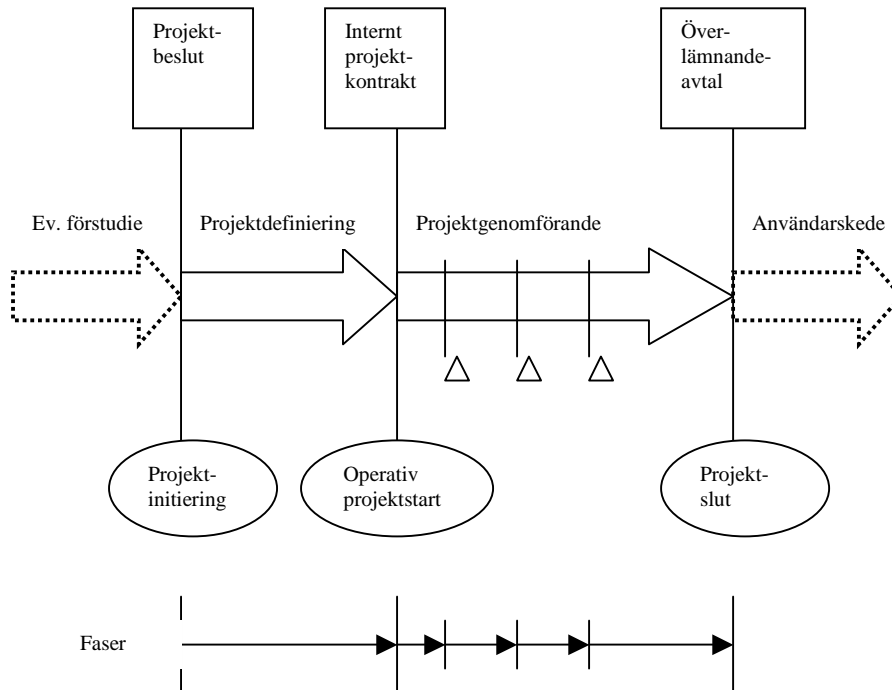 Projekt-
beslut
Internt
projekt-
kontrakt
Över-
lämnande-
avtal
Ev. förstudie
Projektdefiniering
Projektgenomförande
Användarskede
Projekt-
initiering
Operativ
projektstart
Projekt-
slut
Faser